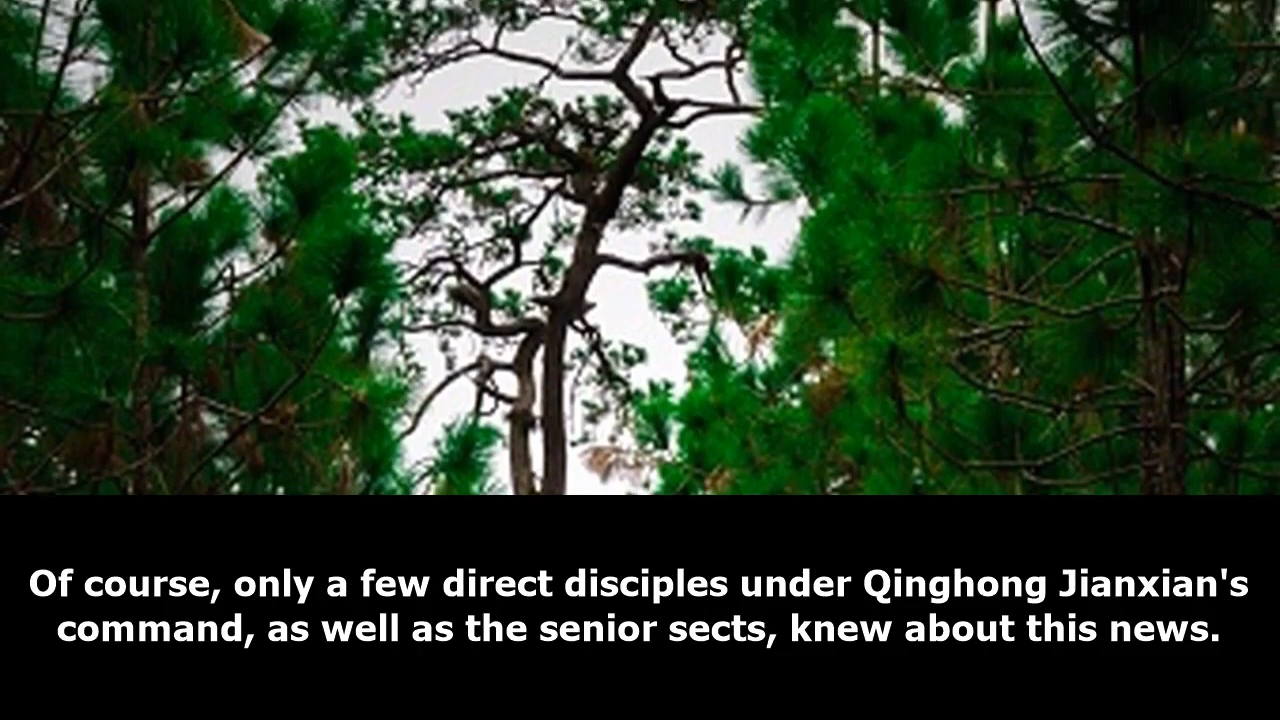 Of course, only a few direct disciples under Qinghong Jianxian's
command, as well as the senior sects, knew about this news.